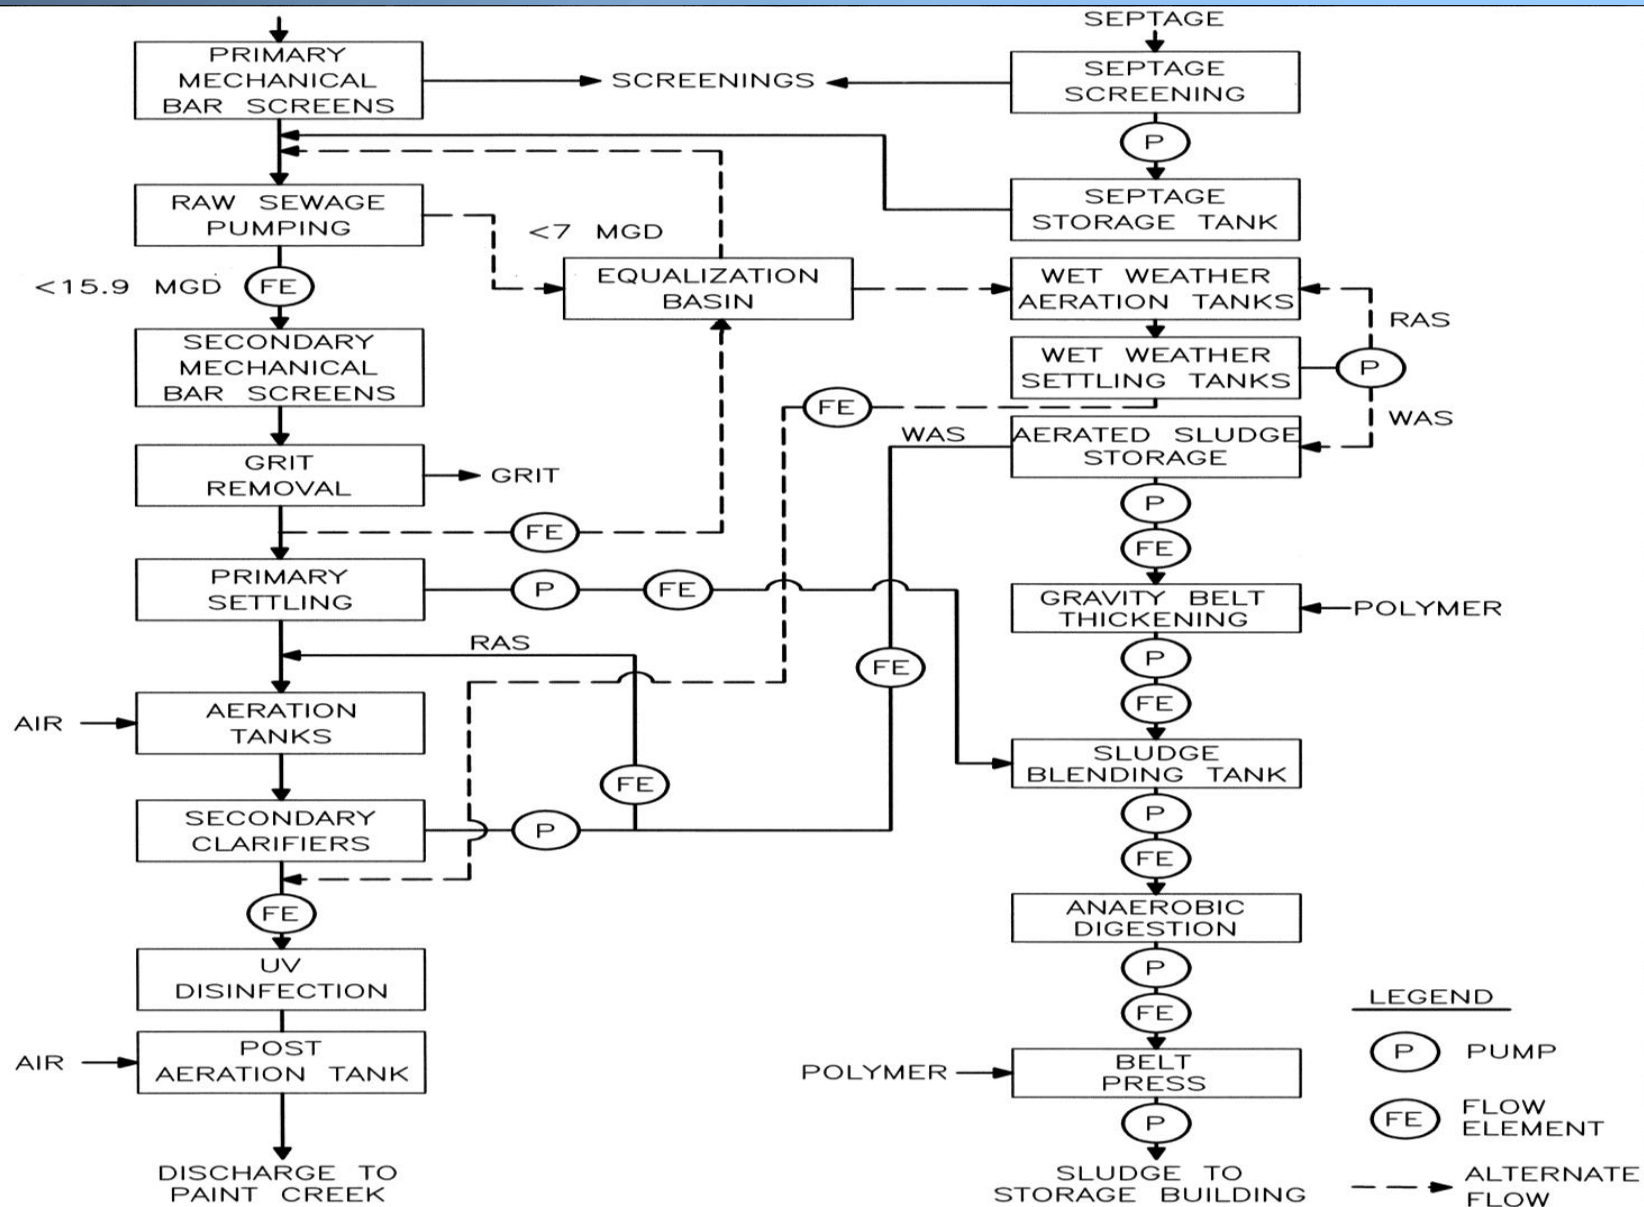 PRIMARY
MECHANICAL
BAR SCREENS
SCREENINGS
SEPTAGE
SEPTAGE
SCREENING
P
SEPTAGE
STORAGE TANK
RAW SEWAGE
PUMPING
<7 MGD
<15.9 MGD
FE
EQUALIZATION
BASIN
WET WEATHER
AERATION TANKS
RAS
P
WAS
WET WEATHER
SETTLING TANKS
FE
SECONDARY
MECHANICAL
BAR SCREENS
WAS
AERATED SLUDGE
STORAGE
GRIT
REMOVAL
GRIT
FE
P
FE
PRIMARY
SETTLING
P
FE
GRAVITY BELT
THICKENING
POLYMER
RAS
FE
P
FE
AIR
AERATION
TANKS
FE
SLUDGE
BLENDING TANK
SECONDARY
CLARIFIERS
P
P
FE
FE
ANAEROBIC
DIGESTION
UV
DISINFECTION
P
FE
AIR
POST
AERATION TANK
POLYMER
BELT
PRESS
P
DISCHARGE TO
PAINT CREEK
SLUDGE TO
STORAGE BUILDING
LEGEND
P PUMP
FE FLOW
ELEMENT
ALTERNATE
FLOW